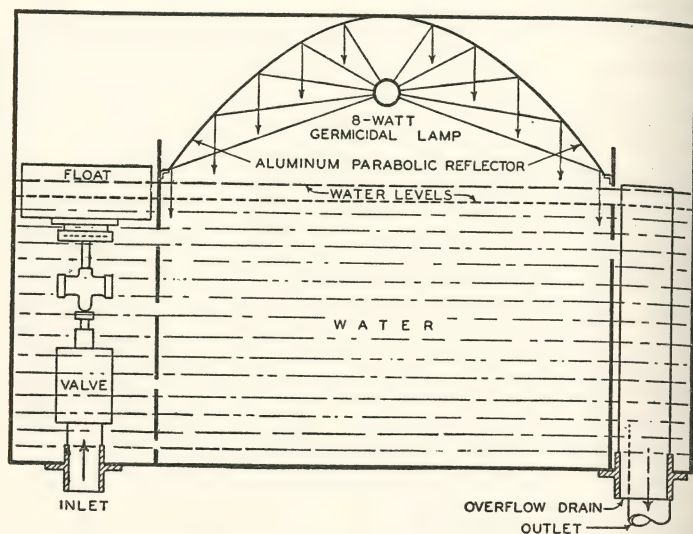 8-WATT
GERMICIDAL LAMP
ALUMINUM PARABOLIC REFLECTOR
FLOAT
WATER LEVELS
WATER
VALVE
INLET
OVERFLOW DRAIN
OUTLET